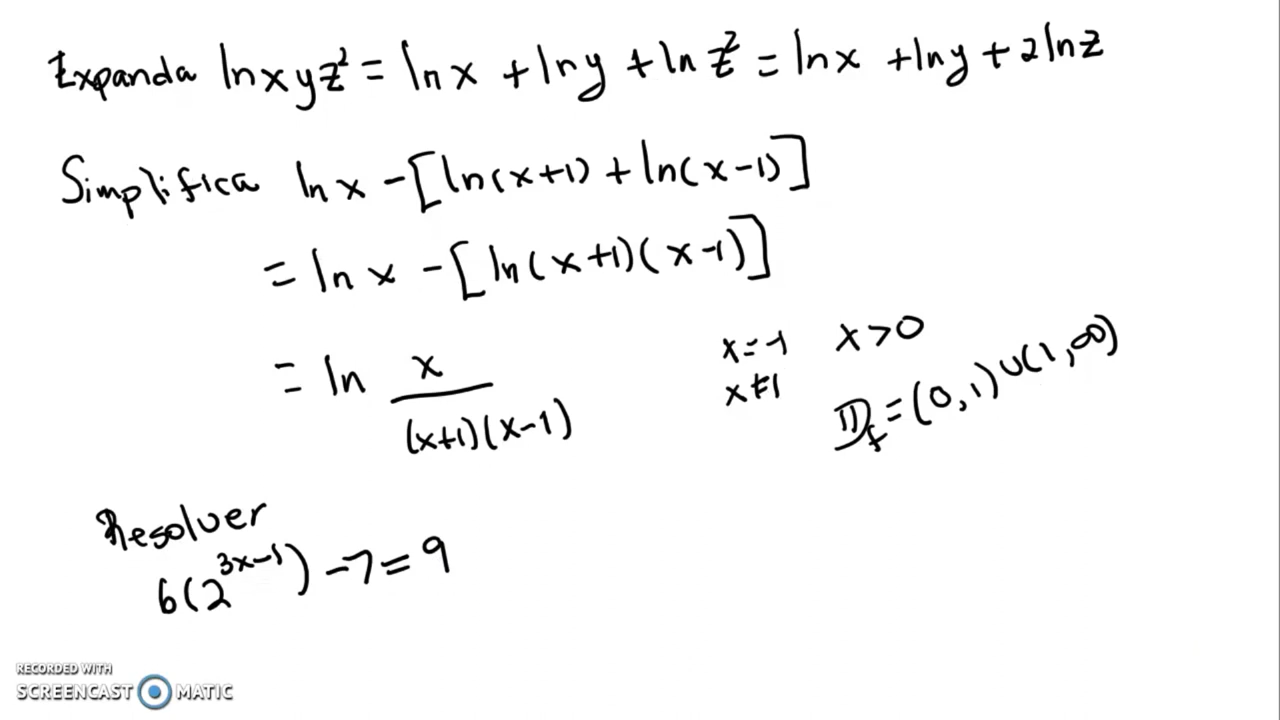 Expanda ln x y z² = ln x + ln y + ln z² = ln x + ln y + 2 ln z
Simplifica ln x - [ln(x+1) + ln(x-1)]
= ln x - [ln(x+1)(x-1)]
= ln x / (x+1)(x-1)
x=-1
x≠1
x>0
D_f = (0,1)∪(1,∞)
Resolver
6(2^(3x-1)) - 7 = 9
RECORDED WITH
SCREENCAST MATIC